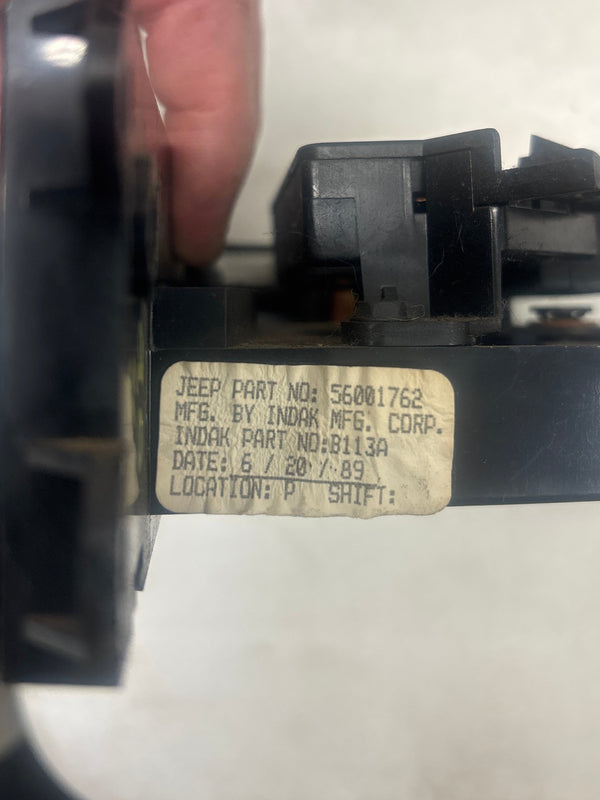 JEEP PART NO: 56001762
MFG. BY INDAK MFG. CORP.
INDAK PART NO:B113A
DATE: 6 / 20 / 89
LOCATION: P SHIFT: